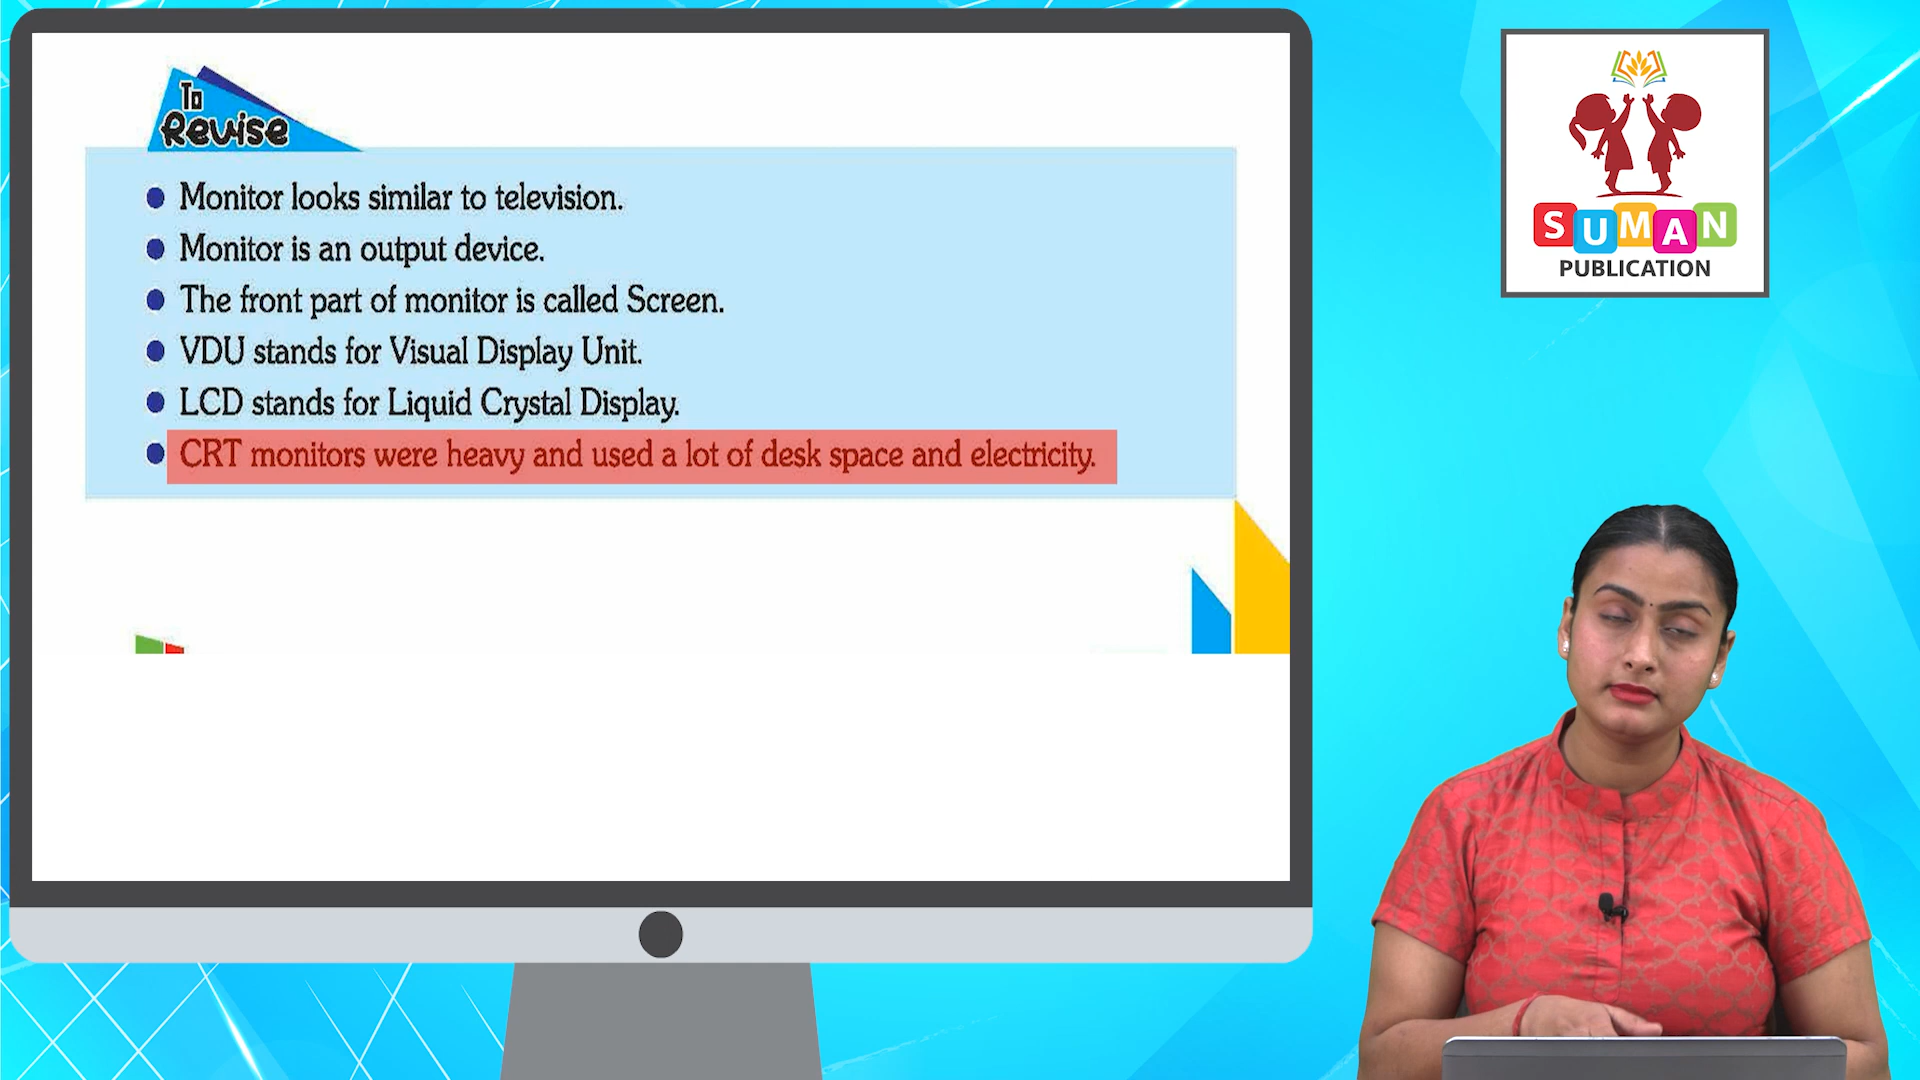 To
Revise
Monitor looks similar to television.
Monitor is an output device.
The front part of monitor is called Screen.
VDU stands for Visual Display Unit.
LCD stands for Liquid Crystal Display.
CRT monitors were heavy and used a lot of desk space and electricity.
SUMAN
PUBLICATION